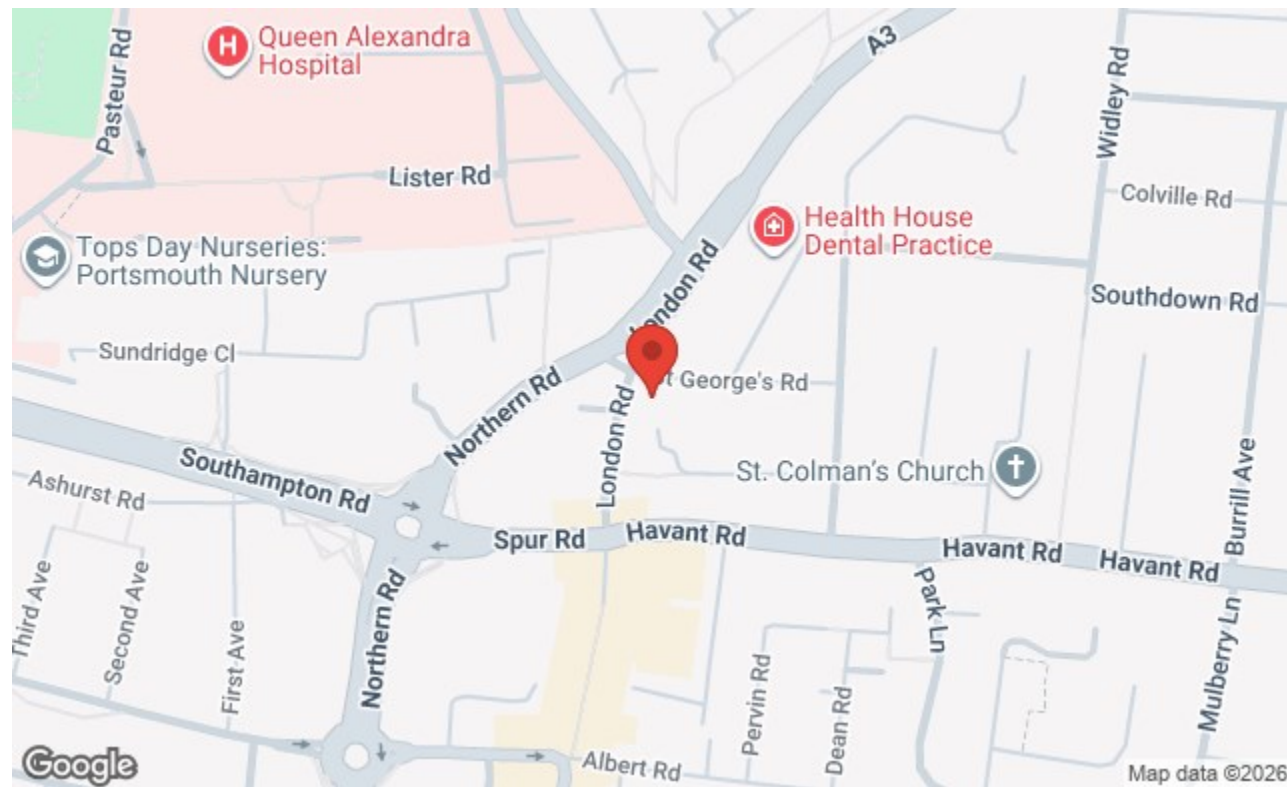 Queen Alexandra
Hospital
A3
Pasteur Rd
Widley Rd
Lister Rd
Colville Rd
Health House
Dental Practice
Tops Day Nurseries:
Portsmouth Nursery
London Rd
Southdown Rd
Sundridge Cl
St George's Rd
Northern Rd
London Rd
Southampton Rd
St. Colman's Church
Ashurst Rd
Burrill Ave
Spur Rd
Havant Rd
Havant Rd
Havant Rd
Third Ave
Second Ave
First Ave
Northern Rd
Park Ln
Mulberry Ln
Pervin Rd
Dean Rd
Albert Rd
Google
Map data ©2026